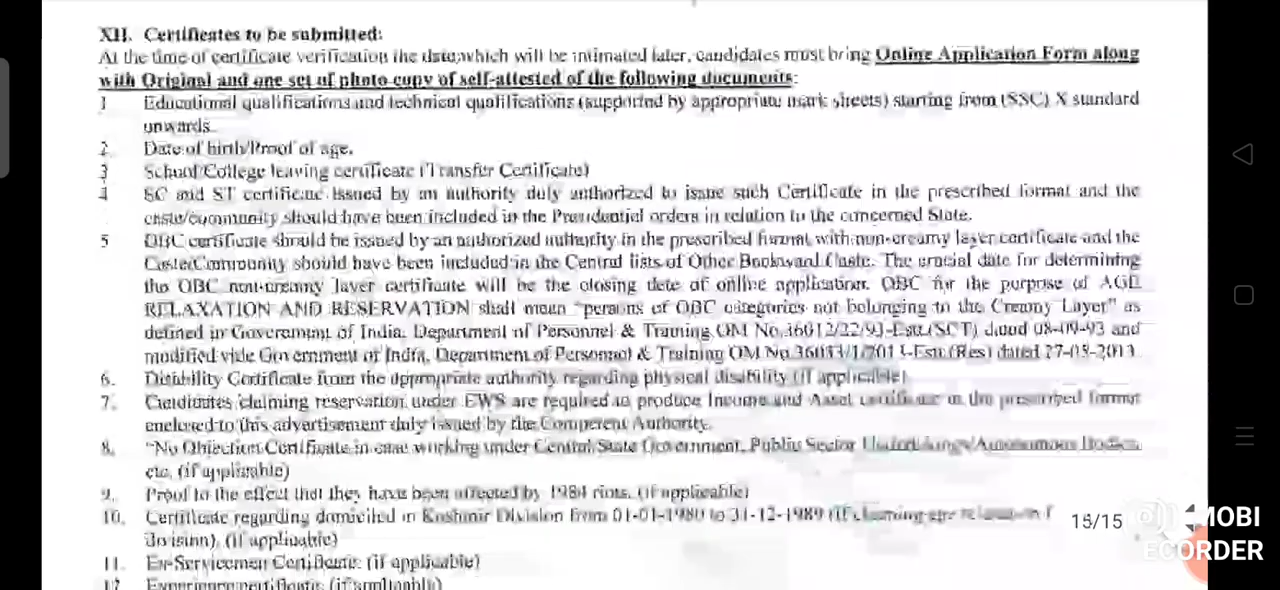 XII. Certificates to be submitted:
At the time of certificate verification the date, which will be intimated later, candidates must bring Online Application Form along
with Original and one set of photo copy of self-attested of the following documents:
1 Educational qualifications and technical qualifications (supported by appropriate mark sheets) starting from (SSC) X standard
onwards.
2 Date of birth/Proof of age.
3 School/College leaving certificate (Transfer Certificate)
4 SC and ST certificate issued by an authority duly authorized to issue such Certificate in the prescribed format and the
caste/community should have been included in the Presidential orders in relation to the concerned State.
5 OBC certificate should be issued by an authorized authority in the prescribed format with non-creamy layer certificate and the
Caste/Community should have been included in the Central lists of Other Backward Caste. The crucial date for determining
the OBC non-creamy layer certificate will be the closing date of online application. OBC for the purpose of AGE
RELAXATION AND RESERVATION shall mean "persons of OBC categories not belonging to the Creamy Layer" as
defined in Government of India, Department of Personnel & Training OM No.36012/22/93-Estt.(SCT) dated 08-09-93 and
modified vide Government of India, Department of Personnel & Training OM No.36033/1/2013-Estt.(Res) dated 27-05-2013
6. Disability Certificate from the appropriate authority regarding physical disability (if applicable)
7. Candidates claiming reservation under EWS are required to produce Income and Asset certificate in the prescribed format
enclosed to this advertisement duly issued by the Competent Authority.
8. "No Objection Certificate in case working under Central/State Government, Public Sector Undertakings/Autonomous Bodies
etc. (if applicable)
9. Proof to the effect that they have been affected by 1984 riots. (if applicable)
10. Certificate regarding domiciled in Kashmir Division from 01-01-1980 to 31-12-1989 (If claiming age relaxation
(if applicable)
11. Ex-Servicemen Certificate (if applicable)
12 Experience certificate (if applicable)
15/15
MOBI
ECORDER